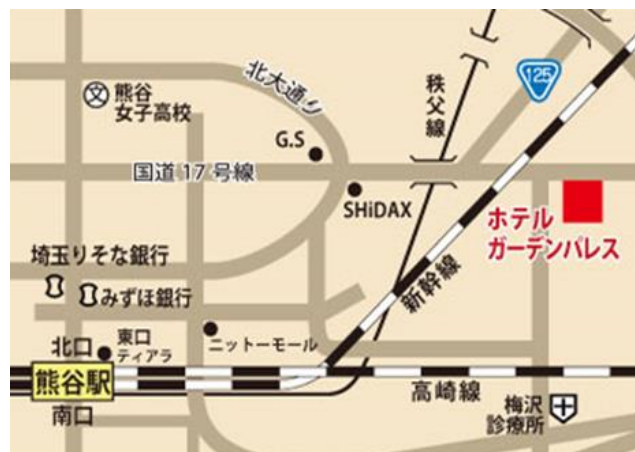 125
北大通り
秩父線
文
熊谷
女子高校
G.S
国道17号線
SHiDAX
ホテル
ガーデンパレス
埼玉りそな銀行
みずほ銀行
新幹線
北口
東口
ティアラ
ニットーモール
熊谷駅
高崎線
南口
梅沢
診療所